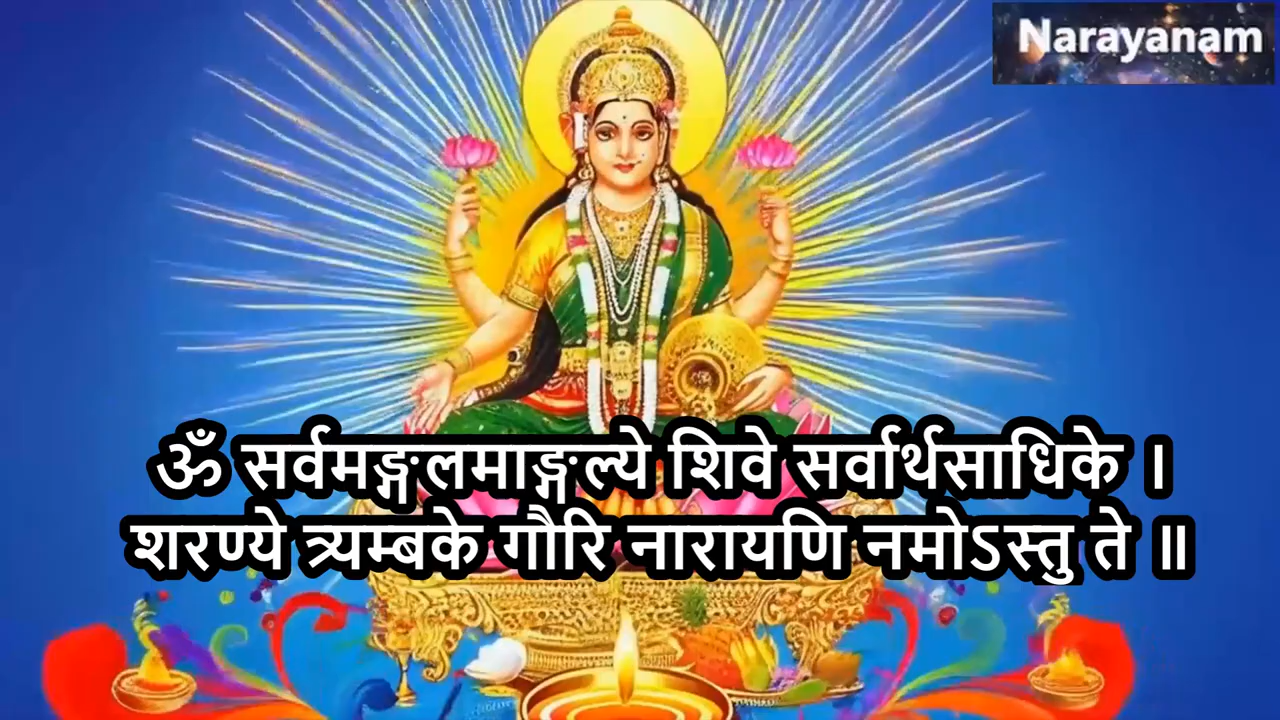 Narayanam
ॐ सर्वमङ्गलमाङ्गल्ये शिवे सर्वार्थसाधिके ।
शरण्ये त्र्यम्बके गौरि नारायणि नमोऽस्तु ते ॥